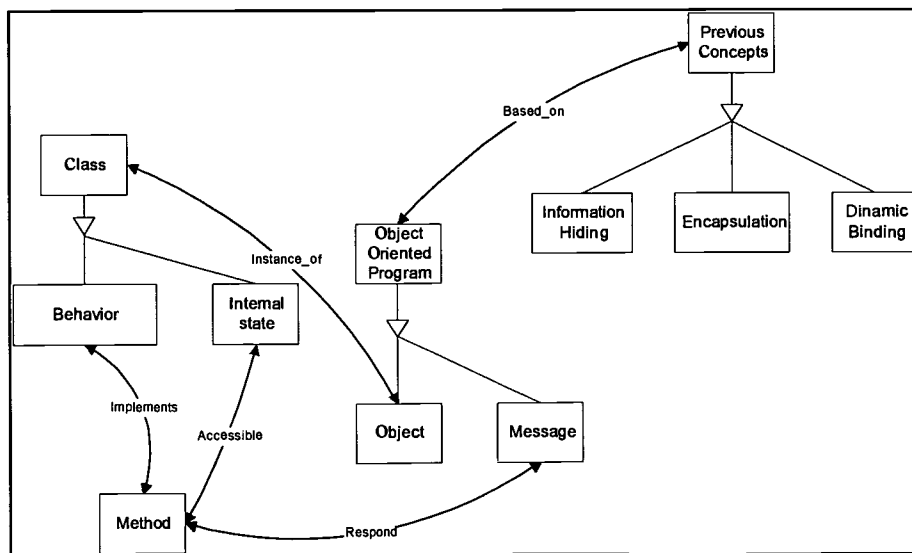 Previous
Concepts
Based_on
Class
Information
Hiding
Encapsulation
Dinamic
Binding
Object
Oriented
Program
Instance_of
Behavior
Internal
state
Implements
Accessible
Object
Message
Method
Respond